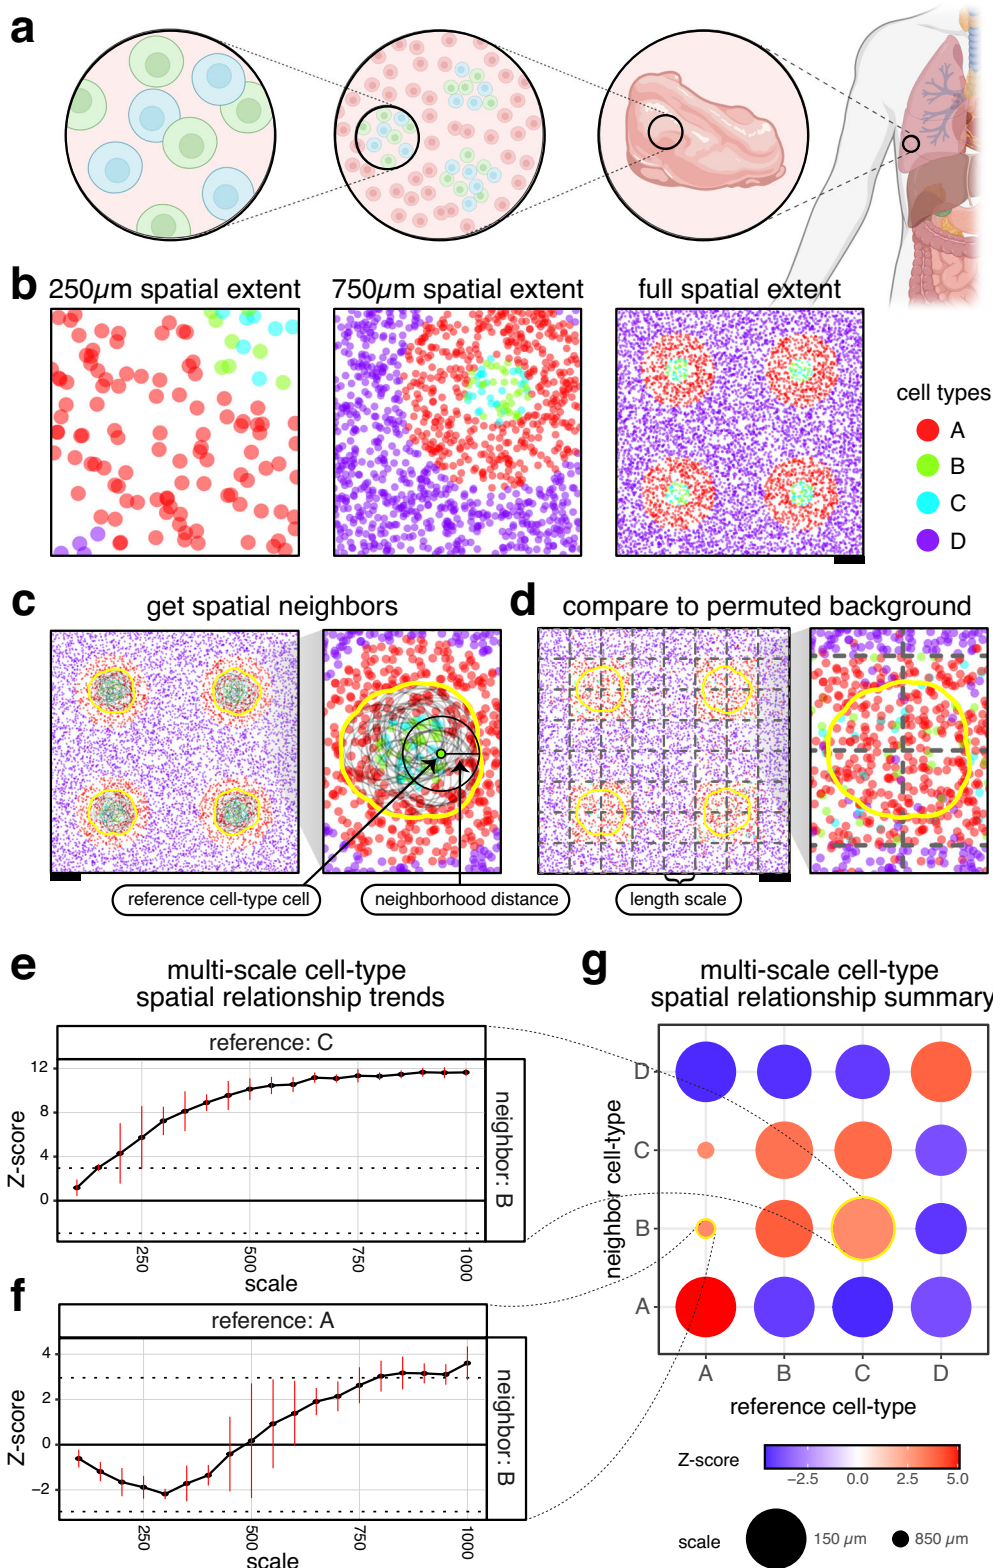 a
b
250µm spatial extent
750µm spatial extent
full spatial extent
cell types
A
B
C
D
c
get spatial neighbors
d
compare to permuted background
reference cell-type cell
neighborhood distance
length scale
e
multi-scale cell-type
spatial relationship trends
reference: C
neighbor: B
Z-score
12
8
4
0
250
500
750
1000
scale
f
reference: A
neighbor: B
Z-score
4
2
0
−2
250
500
750
1000
scale
g
multi-scale cell-type
spatial relationship summary
neighbor cell-type
D
C
B
A
A
B
C
D
reference cell-type
Z-score
−2.5
0.0
2.5
5.0
scale
150 µm
850 µm